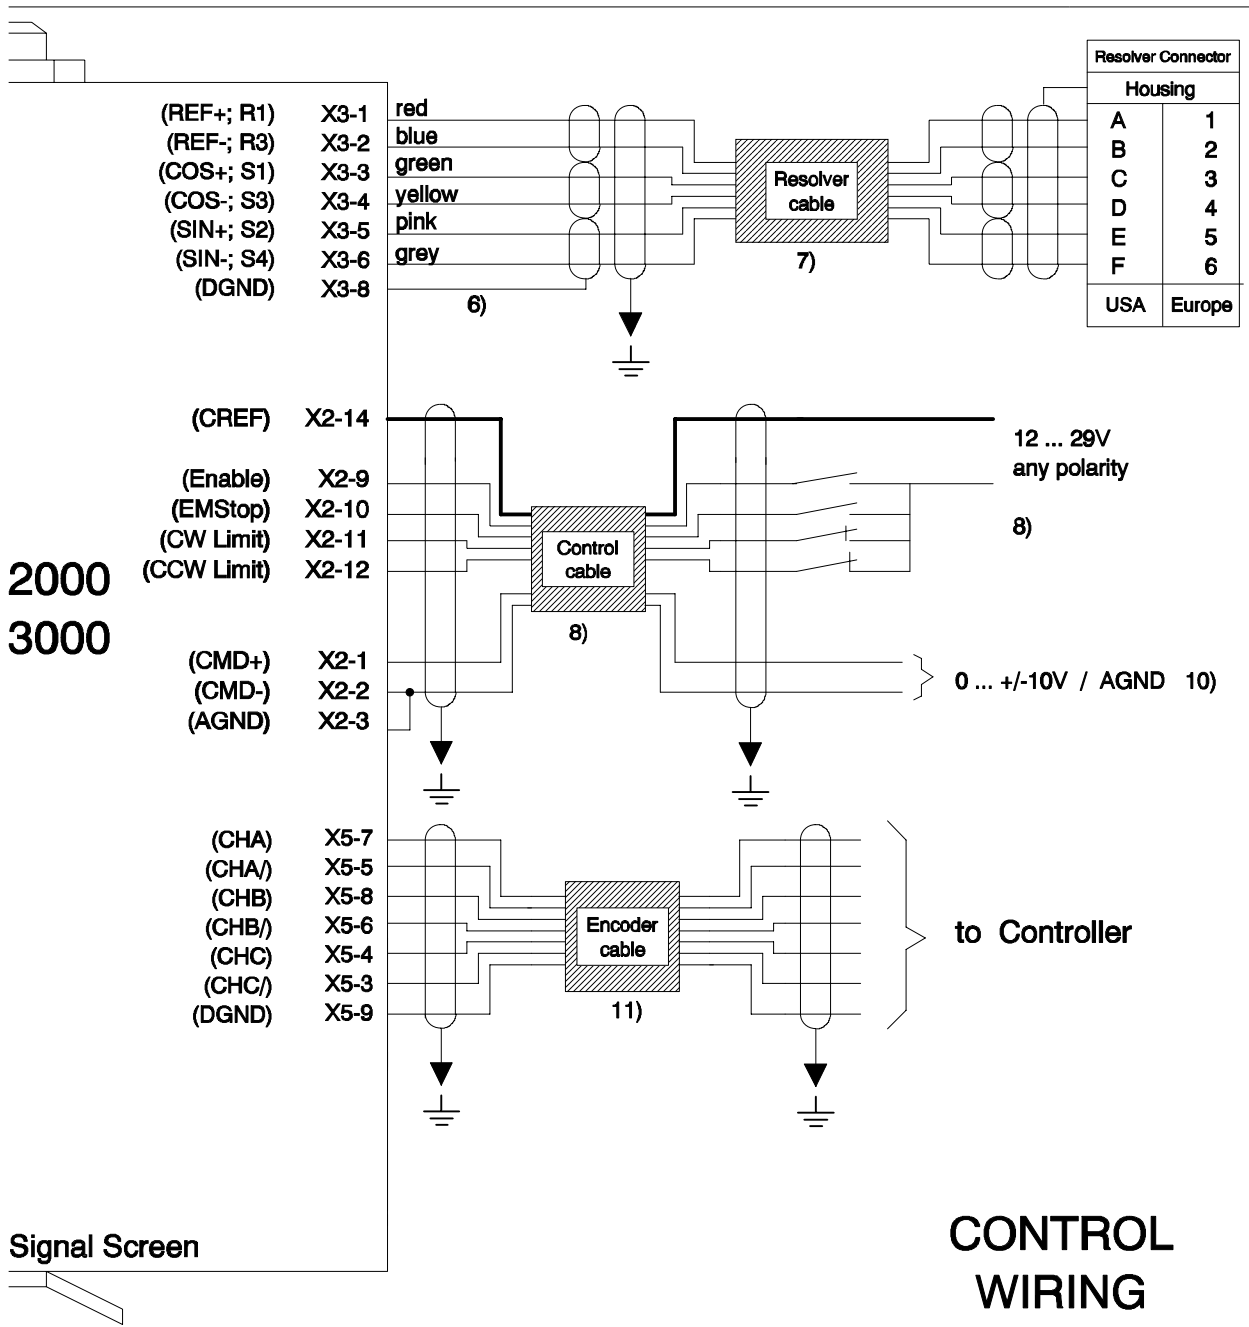 Resolver Connector
Housing
(REF+; R1) X3-1 red A 1
(REF-; R3) X3-2 blue B 2
(COS+; S1) X3-3 green C 3
(COS-; S3) X3-4 yellow D 4
(SIN+; S2) X3-5 pink E 5
(SIN-; S4) X3-6 grey F 6
(DGND) X3-8
6)
Resolver
cable
7)
USA Europe
(CREF) X2-14
12 ... 29V
any polarity
(Enable) X2-9
(EMStop) X2-10
(CW Limit) X2-11
(CCW Limit) X2-12
8)
Control
cable
8)
2000
3000
(CMD+) X2-1
(CMD-) X2-2
(AGND) X2-3
0 ... +/-10V / AGND 10)
(CHA) X5-7
(CHA/) X5-5
(CHB) X5-8
(CHB/) X5-6
(CHC) X5-4
(CHC/) X5-3
(DGND) X5-9
Encoder
cable
11)
to Controller
Signal Screen
CONTROL
WIRING